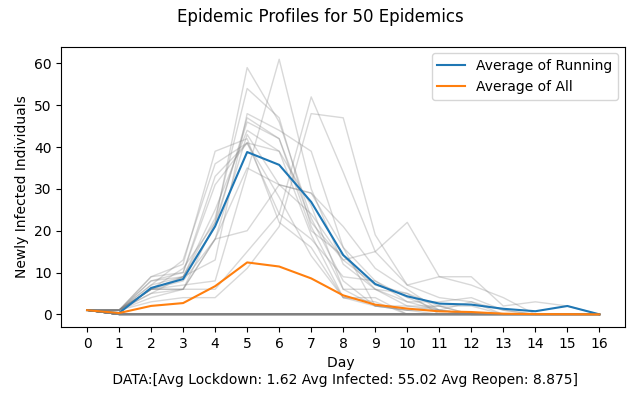 Epidemic Profiles for 50 Epidemics
Newly Infected Individuals
60
50
40
30
20
10
0
Average of Running
Average of All
0 1 2 3 4 5 6 7 8 9 10 11 12 13 14 15 16
Day
DATA:[Avg Lockdown: 1.62 Avg Infected: 55.02 Avg Reopen: 8.875]